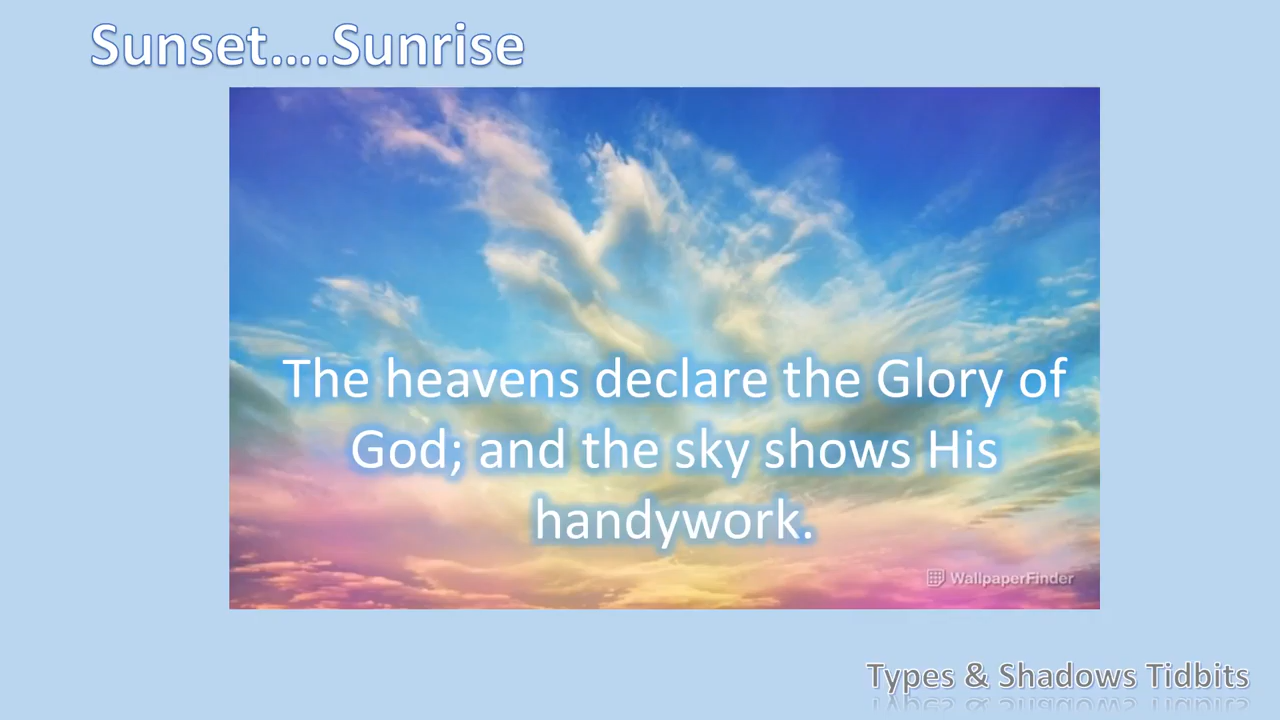 Sunset....Sunrise
The heavens declare the Glory of
God; and the sky shows His
handywork.
WallpaperFinder
Types & Shadows Tidbits